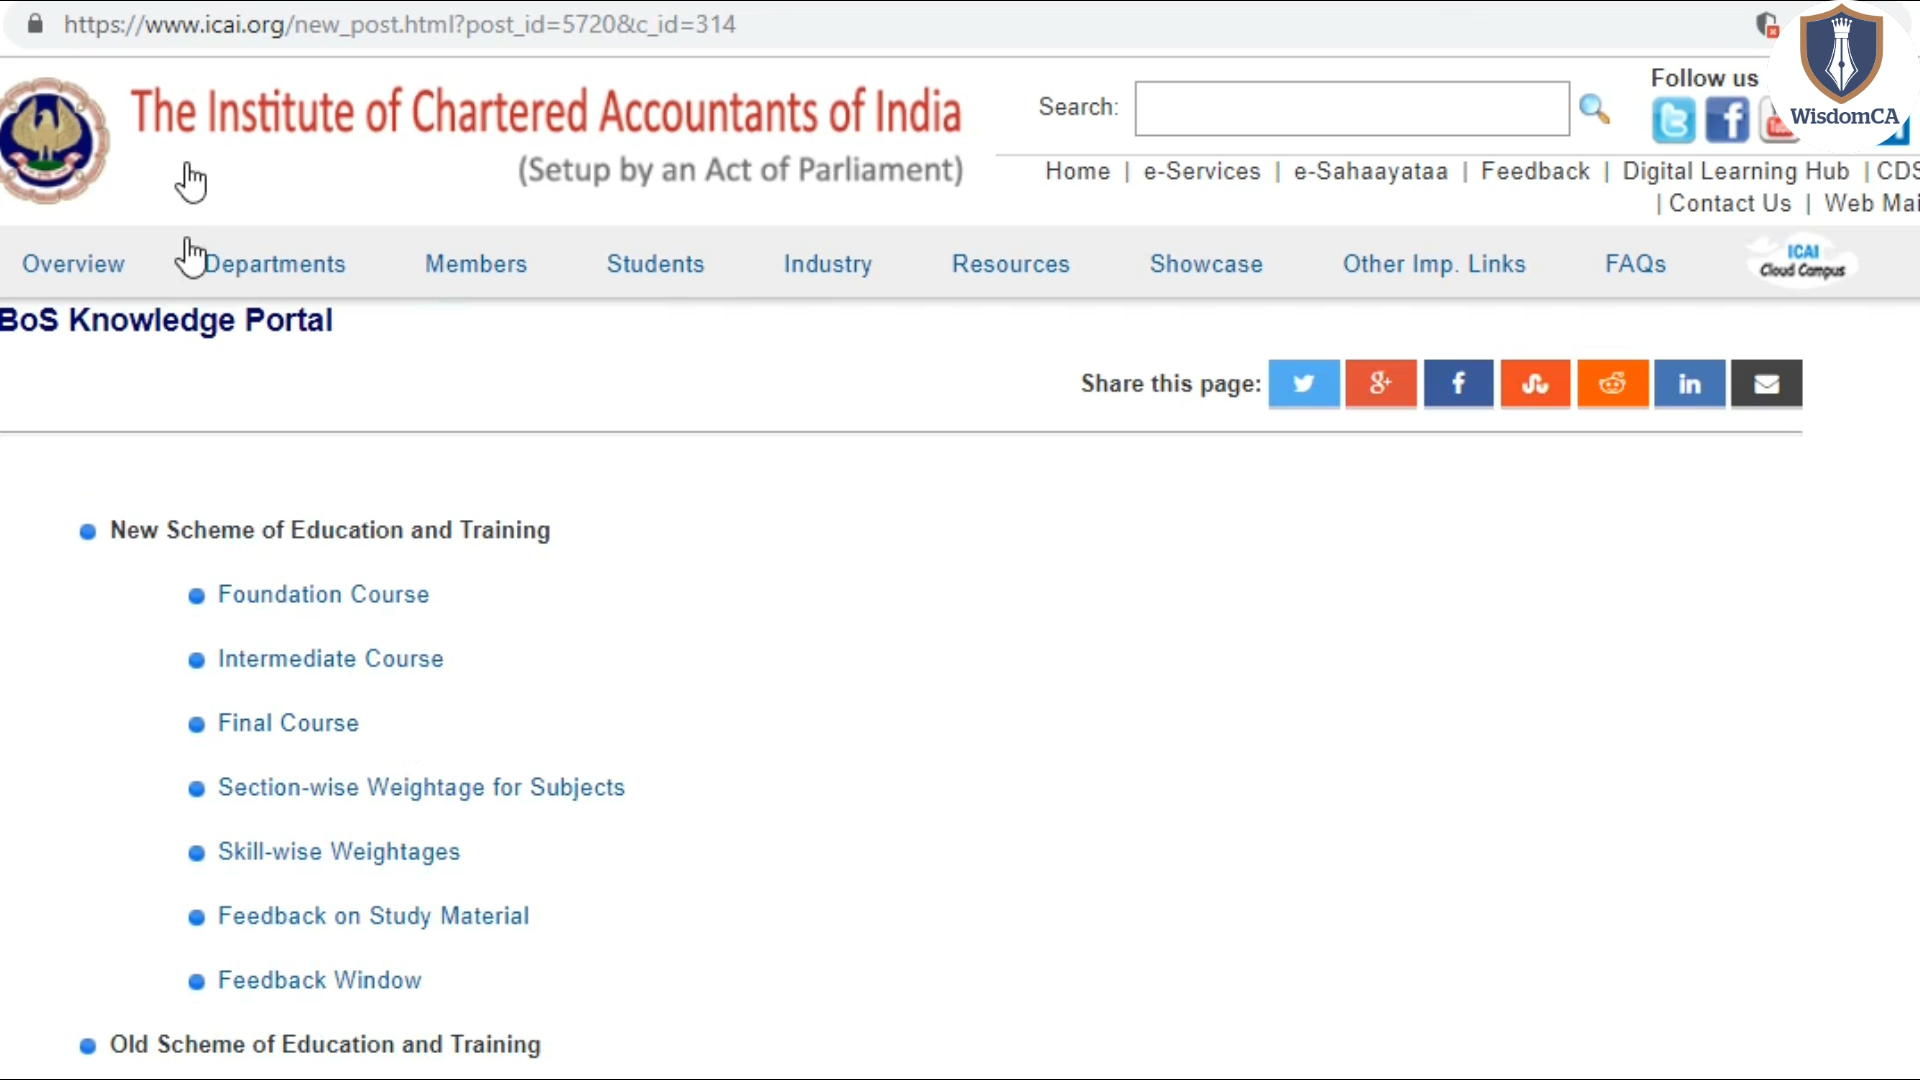 https://www.icai.org/new_post.html?post_id=5720&c_id=314
The Institute of Chartered Accountants of India
(Setup by an Act of Parliament)
Search:
Follow us
WisdomCA
Home | e-Services | e-Sahaayataa | Feedback | Digital Learning Hub | CDS
| Contact Us | Web Mai
Overview Departments Members Students Industry Resources Showcase Other Imp. Links FAQs ICAI Cloud Campus
BoS Knowledge Portal
Share this page:
New Scheme of Education and Training
Foundation Course
Intermediate Course
Final Course
Section-wise Weightage for Subjects
Skill-wise Weightages
Feedback on Study Material
Feedback Window
Old Scheme of Education and Training